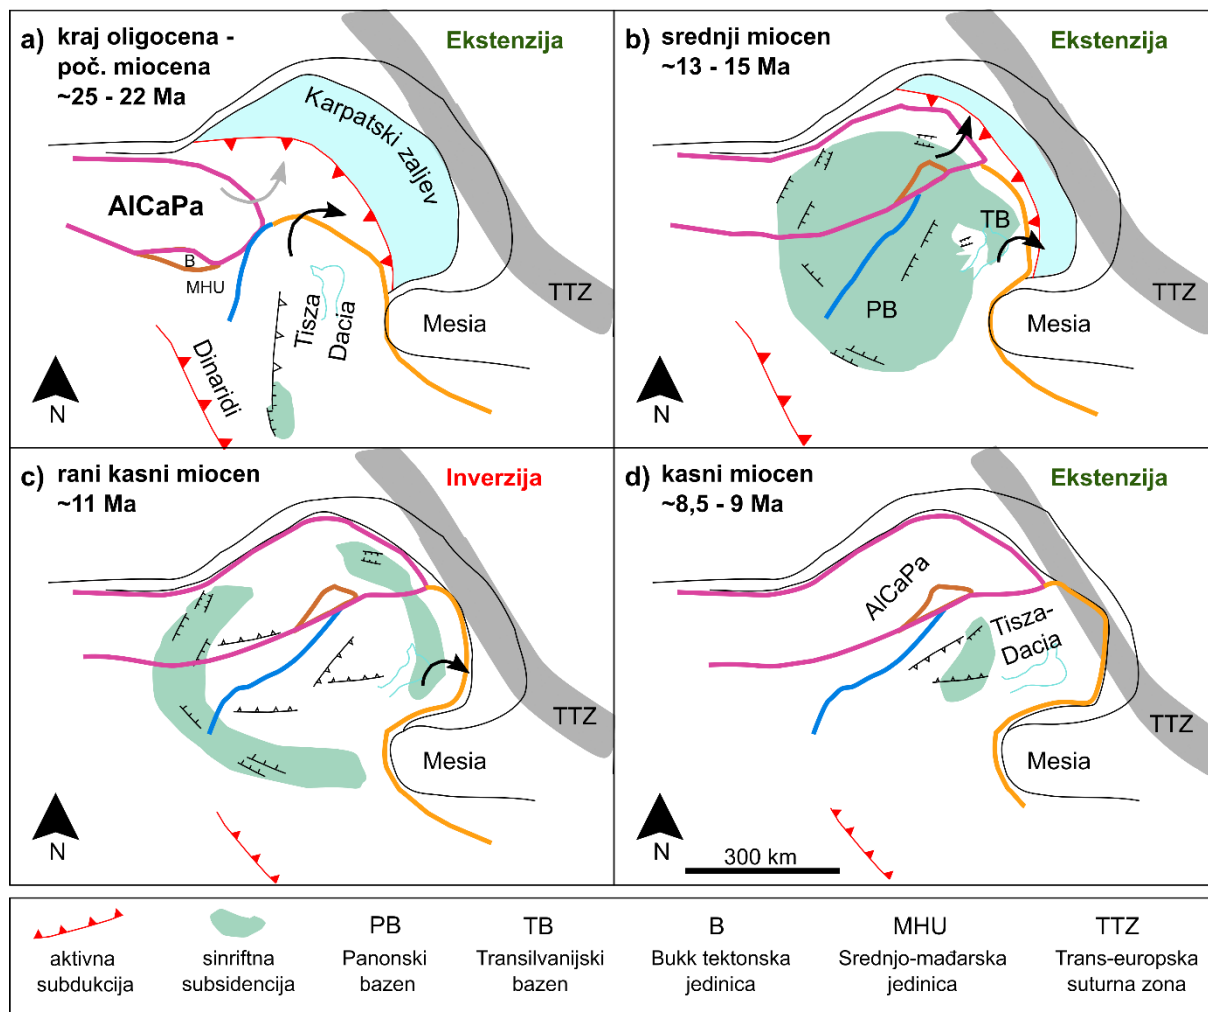 a) kraj oligocena -
poč. miocena
~25 - 22 Ma
Ekstenzija
Karpatski zaljev
AlCaPa
B
MHU
Tisza
Dacia
Dinaridi
Mesia
TTZ
N
b) srednji miocen
~13 - 15 Ma
Ekstenzija
TB
PB
TTZ
Mesia
N
c) rani kasni miocen
~11 Ma
Inverzija
TTZ
Mesia
N
d) kasni miocen
~8,5 - 9 Ma
Ekstenzija
AlCaPa
Tisza-
Dacia
TTZ
Mesia
N
300 km
aktivna
subdukcija
sinriftna
subsidencija
PB
Panonski
bazen
TB
Transilvanijski
bazen
B
Bukk tektonska
jedinica
MHU
Srednjo-mađarska
jedinica
TTZ
Trans-europska
suturna zona